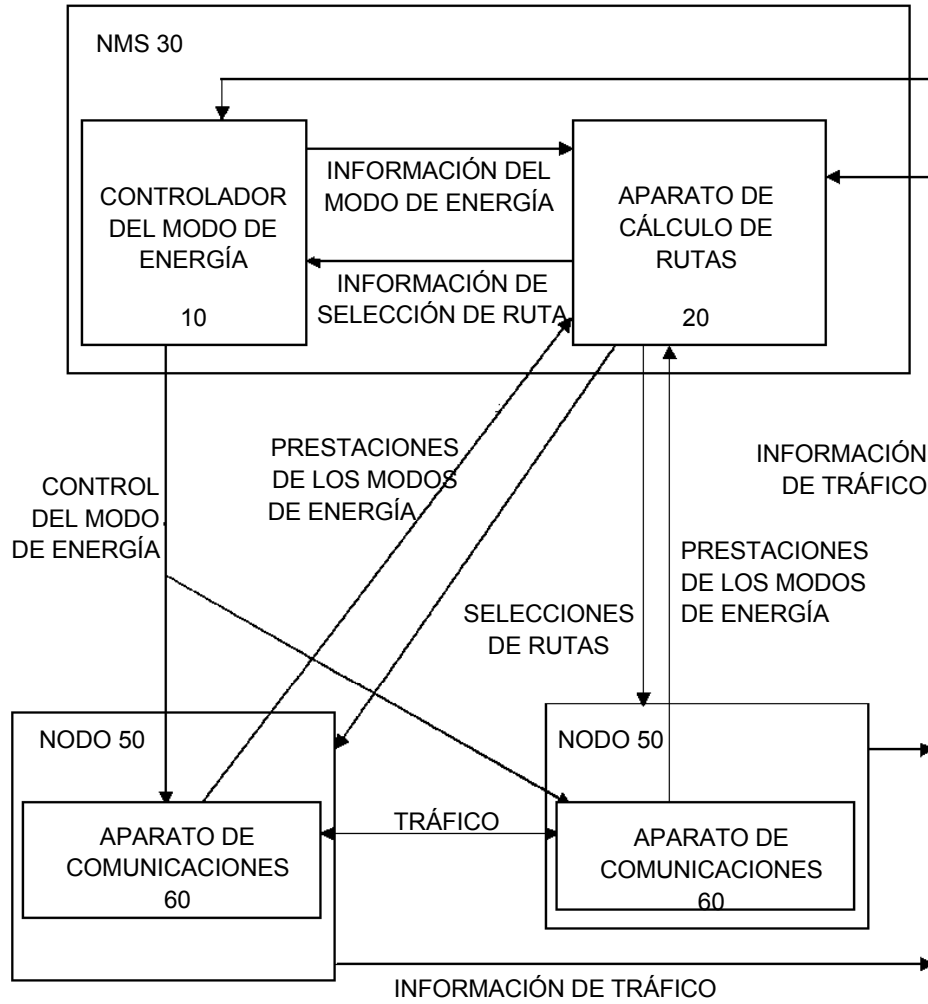 NMS 30
CONTROLADOR
DEL MODO DE
ENERGÍA
10
INFORMACIÓN DEL
MODO DE ENERGÍA
INFORMACIÓN DE
SELECCIÓN DE RUTA
APARATO DE
CÁLCULO DE
RUTAS
20
CONTROL
DEL MODO
DE ENERGÍA
PRESTACIONES
DE LOS MODOS
DE ENERGÍA
SELECCIONES
DE RUTAS
INFORMACIÓN
DE TRÁFICO
PRESTACIONES
DE LOS MODOS
DE ENERGÍA
NODO 50
APARATO DE
COMUNICACIONES
60
TRÁFICO
NODO 50
APARATO DE
COMUNICACIONES
60
INFORMACIÓN DE TRÁFICO